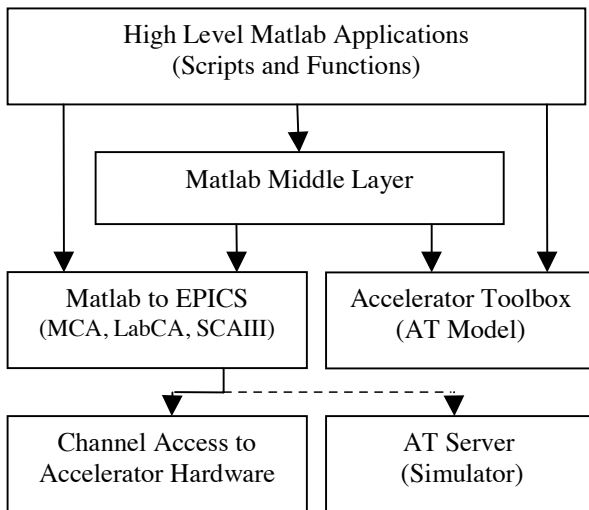 High Level Matlab Applications
(Scripts and Functions)
Matlab Middle Layer
Matlab to EPICS
(MCA, LabCA, SCAIII)
Accelerator Toolbox
(AT Model)
Channel Access to
Accelerator Hardware
AT Server
(Simulator)